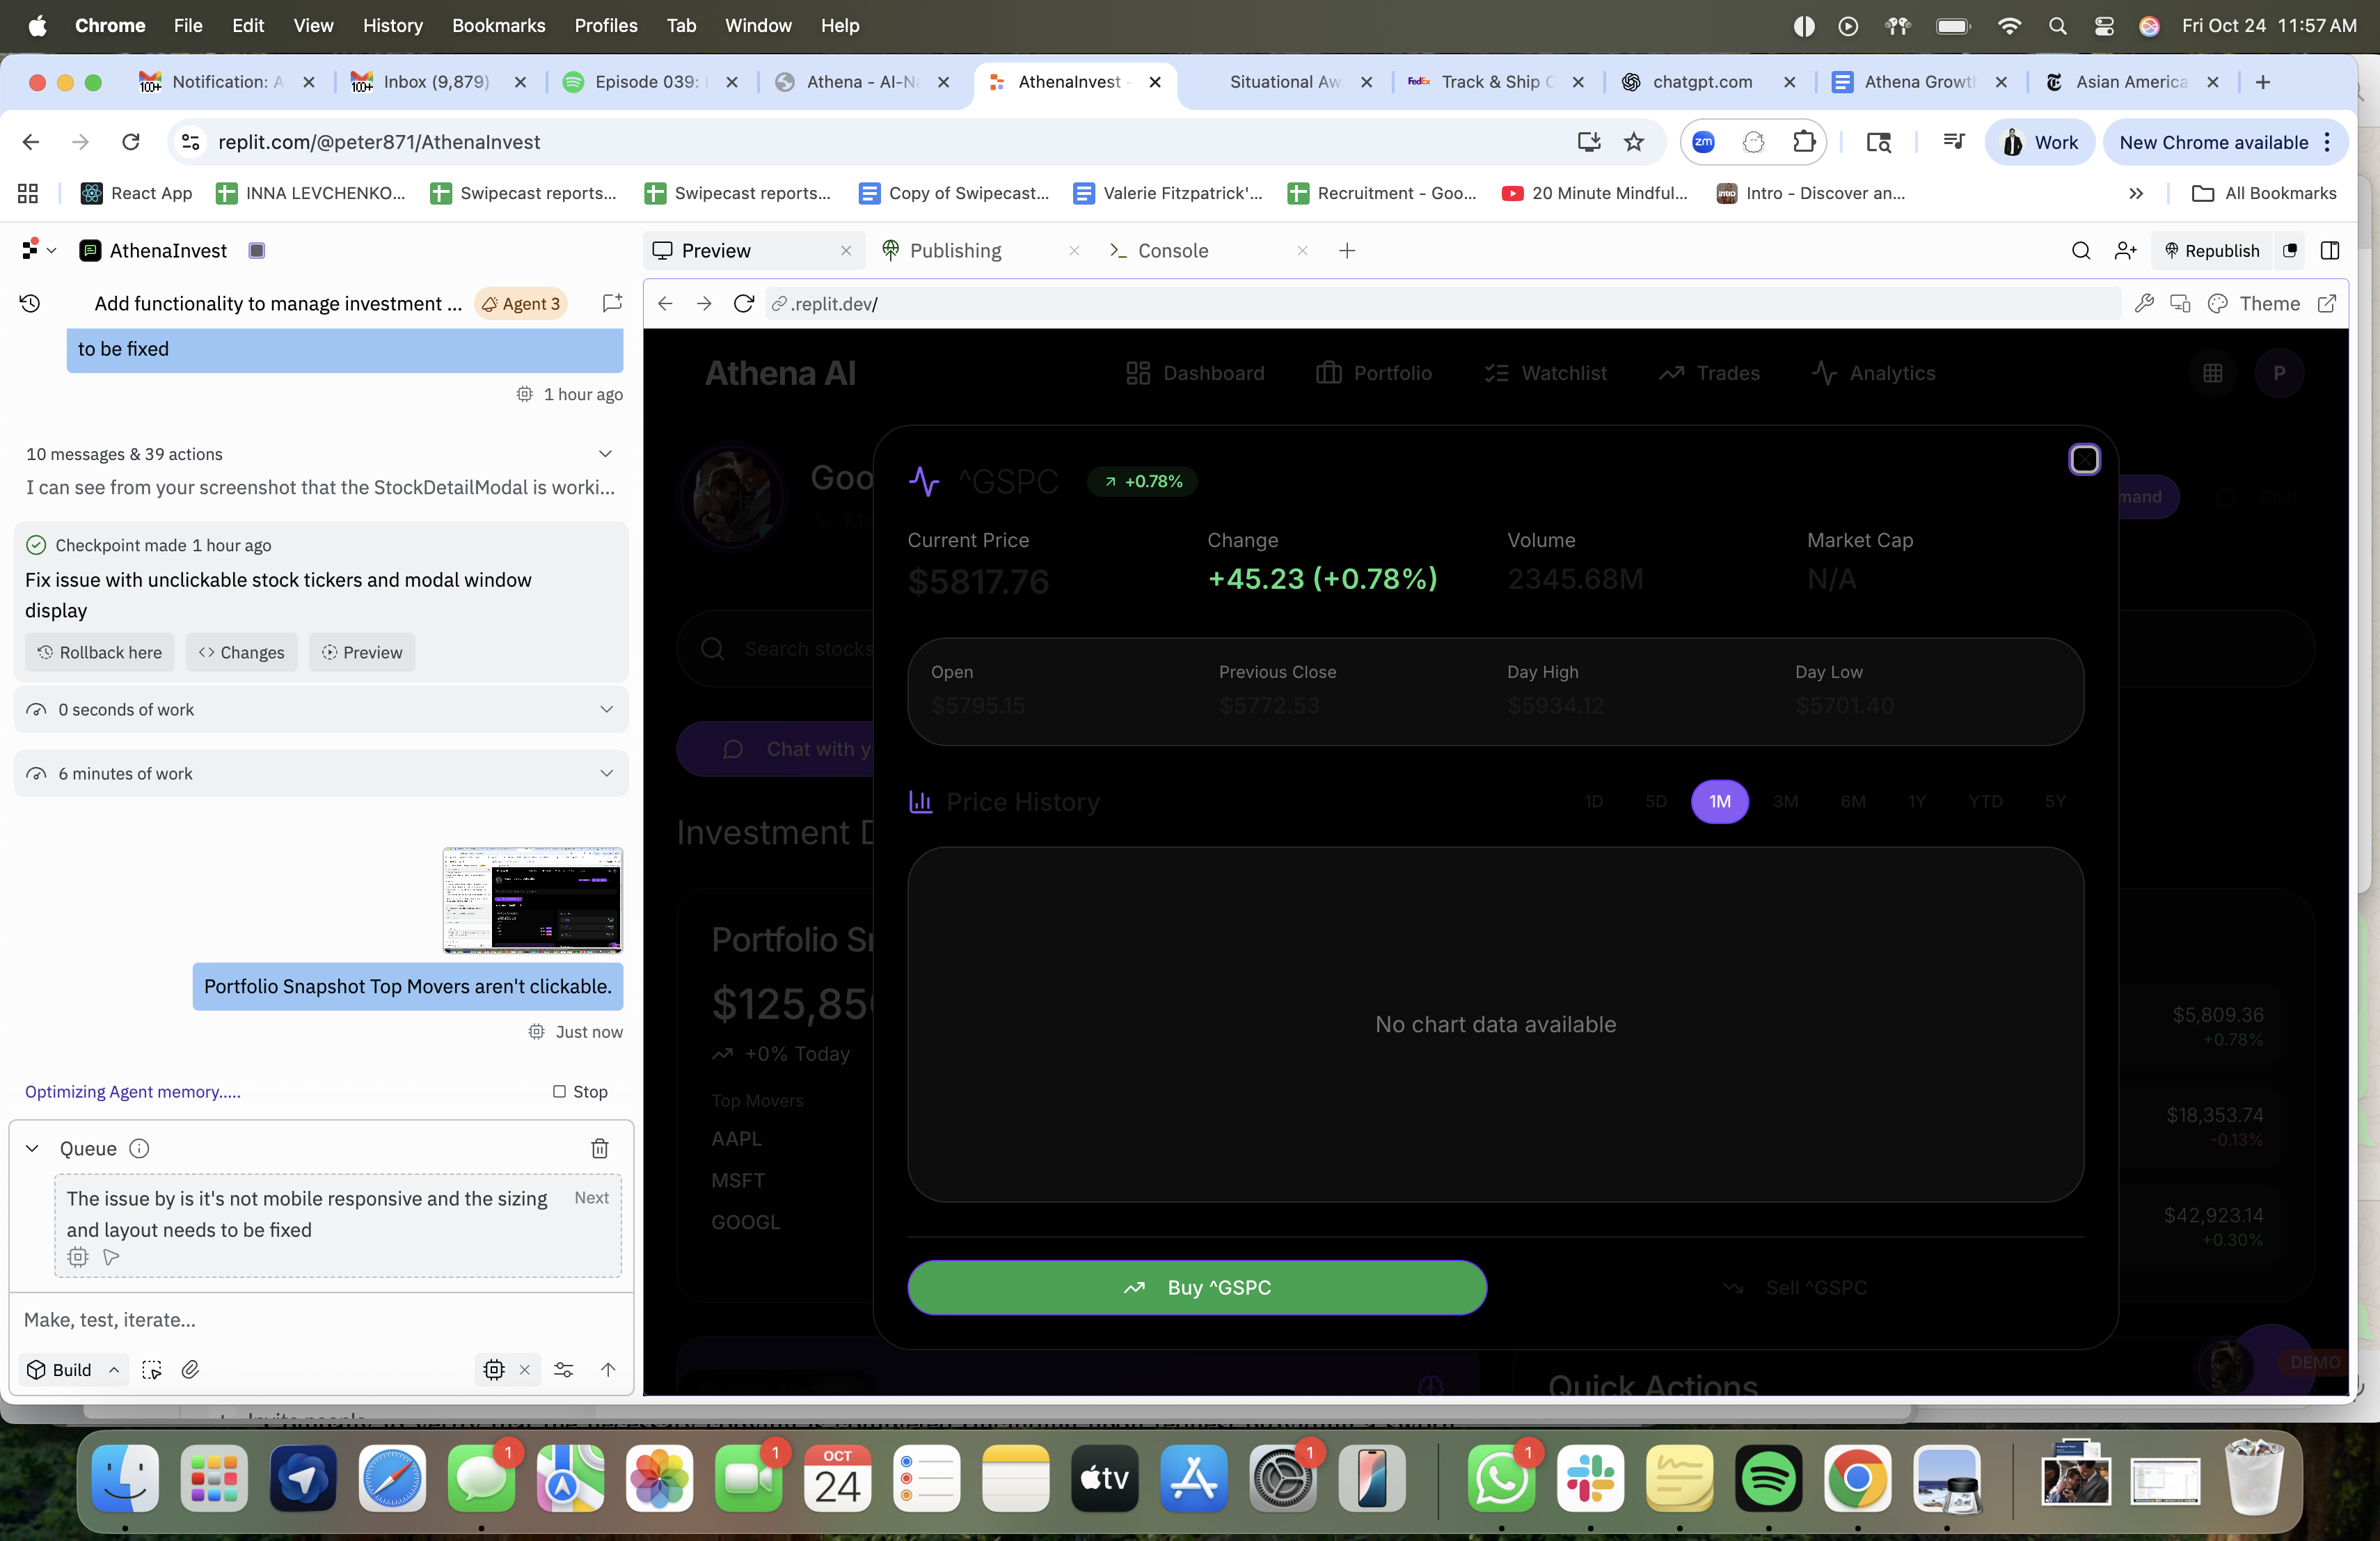 Chrome File Edit View History Bookmarks Profiles Tab Window Help Fri Oct 24 11:57 AM
Notification: A Inbox (9,879) Episode 039: Athena - AI-Na AthenaInvest - Situational Aw FedEx Track & Ship C chatgpt.com Athena Growt Asian America
replit.com/@peter871/AthenaInvest zm Work New Chrome available
React App INNA LEVCHENKO... Swipecast reports... Swipecast reports... Copy of Swipecast... Valerie Fitzpatrick'... Recruitment - Goo... 20 Minute Mindful... Intro - Discover an... All Bookmarks
AthenaInvest Preview Publishing Console Republish
Add functionality to manage investment ... Agent 3
.replit.dev/ Theme
to be fixed
1 hour ago
10 messages & 39 actions
I can see from your screenshot that the StockDetailModal is worki...
Checkpoint made 1 hour ago
Fix issue with unclickable stock tickers and modal window
display
Rollback here Changes Preview
0 seconds of work
6 minutes of work
Portfolio Snapshot Top Movers aren't clickable.
Just now
Optimizing Agent memory..... Stop
Queue
The issue by is it's not mobile responsive and the sizing Next
and layout needs to be fixed
Make, test, iterate...
Build
Athena AI Dashboard Portfolio Watchlist Trades Analytics P
Goo
mand
^GSPC +0.78%
Current Price Change Volume Market Cap
$5817.76 +45.23 (+0.78%) 2345.68M N/A
Search stocks
Open Previous Close Day High Day Low
$5795.15 $5772.53 $5934.12 $5701.40
Chat with y
Price History 1D 5D 1M 3M 6M 1Y YTD 5Y
Investment
Portfolio
$125,85
+0% Today
Top Movers
AAPL
MSFT
GOOGL
No chart data available
$5,809.36
+0.78%
$18,353.74
-0.13%
$42,923.14
+0.30%
Buy ^GSPC Sell ^GSPC
DEMO
Quick Actions
Invite people
1 1 OCT 24 tv 1 1